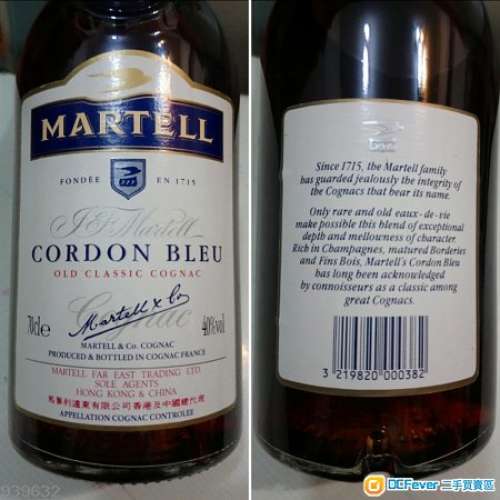 MARTELL
FONDÉE EN 1715
J&F Martell
CORDON BLEU
OLD CLASSIC COGNAC
Cognac
70cle Martell & Co 40%vol
MARTELL & Co. COGNAC
PRODUCED & BOTTLED IN COGNAC FRANCE
MARTELL FAR EAST TRADING LTD.
SOLE AGENTS
HONG KONG & CHINA
馬爹利遠東有限公司香港及中國總代理
APPELLATION COGNAC CONTROLEE
939632
Since 1715, the Martell family
has guarded jealously the integrity of
the Cognacs that bear its name.
Only rare and old eaux-de-vie
make possible this blend of exceptional
depth and mellowness of character.
Rich in Champagnes, matured Borderies
and Fins Bois, Martell's Cordon Bleu
has long been acknowledged
by connoisseurs as a classic among
great Cognacs.
3 219820 000382
DCFever 二手買賣區